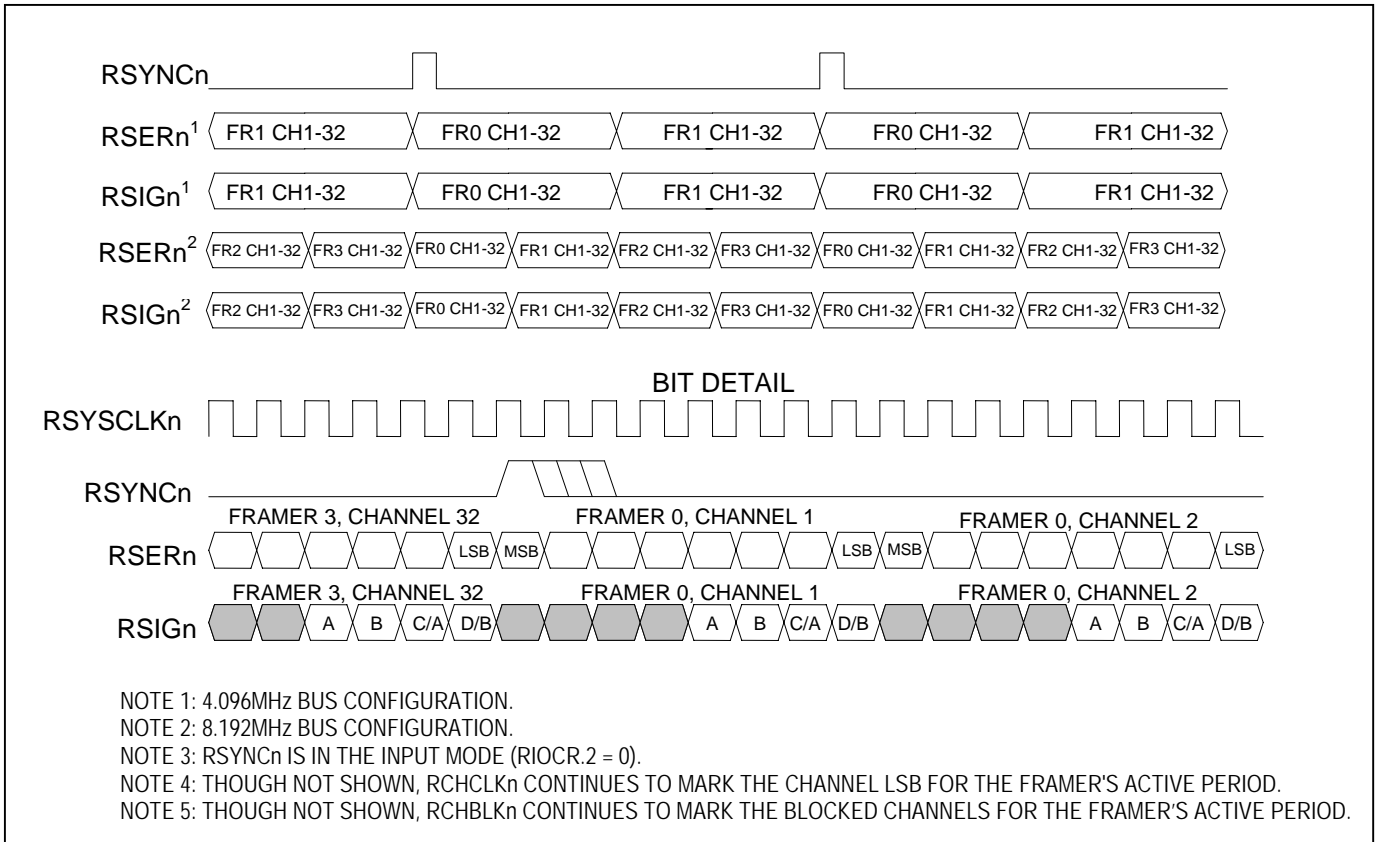 RSYNCn
RSERn1 FR1 CH1-32 FR0 CH1-32 FR1 CH1-32 FR0 CH1-32 FR1 CH1-32
RSIGn1 FR1 CH1-32 FR0 CH1-32 FR1 CH1-32 FR0 CH1-32 FR1 CH1-32
RSERn2 FR2 CH1-32 FR3 CH1-32 FR0 CH1-32 FR1 CH1-32 FR2 CH1-32 FR3 CH1-32 FR0 CH1-32 FR1 CH1-32 FR2 CH1-32 FR3 CH1-32
RSIGn2 FR2 CH1-32 FR3 CH1-32 FR0 CH1-32 FR1 CH1-32 FR2 CH1-32 FR3 CH1-32 FR0 CH1-32 FR1 CH1-32 FR2 CH1-32 FR3 CH1-32
BIT DETAIL
RSYSCLKn
RSYNCn
FRAMER 3, CHANNEL 32 FRAMER 0, CHANNEL 1 FRAMER 0, CHANNEL 2
RSERn LSB MSB LSB MSB LSB
FRAMER 3, CHANNEL 32 FRAMER 0, CHANNEL 1 FRAMER 0, CHANNEL 2
RSIGn A B C/A D/B A B C/A D/B A B C/A D/B
NOTE 1: 4.096MHz BUS CONFIGURATION.
NOTE 2: 8.192MHz BUS CONFIGURATION.
NOTE 3: RSYNCn IS IN THE INPUT MODE (RIOCR.2 = 0).
NOTE 4: THOUGH NOT SHOWN, RCHCLKn CONTINUES TO MARK THE CHANNEL LSB FOR THE FRAMER'S ACTIVE PERIOD.
NOTE 5: THOUGH NOT SHOWN, RCHBLKn CONTINUES TO MARK THE BLOCKED CHANNELS FOR THE FRAMER’S ACTIVE PERIOD.